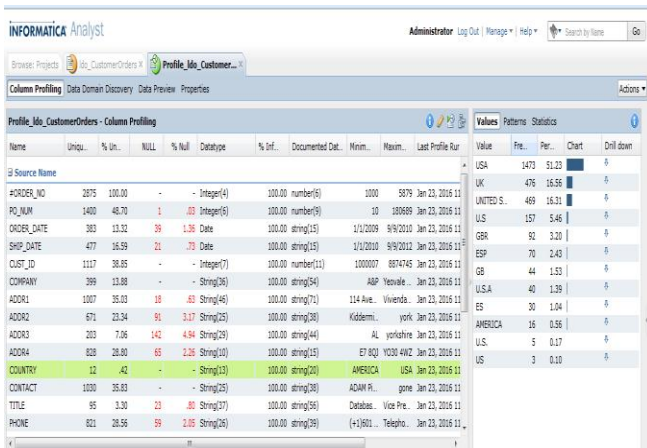 INFORMATICA Analyst
Administrator Log Out | Manage | Help Search by Name Go
Browse: Projects ldo_CustomerOrders Profile_ldo_Customer...
Column Profiling Data Domain Discovery Data Preview Properties Actions
Profile_ldo_CustomerOrders - Column Profiling
Name Uniqu... % Un... NULL % Null Datatype % Inf... Documented Dat... Minim... Maxim... Last Profile Run
Source Name
#ORDER_NO 2875 100.00 - - Integer(4) 100.00 number(6) 1000 5879 Jan 23, 2016 11
PO_NUM 1400 48.70 1 .03 Integer(6) 100.00 number(9) 10 180689 Jan 23, 2016 11
ORDER_DATE 383 13.32 39 1.36 Date 100.00 string(15) 1/1/2009 9/9/2010 Jan 23, 2016 11
SHIP_DATE 477 16.59 21 .73 Date 100.00 string(15) 1/1/2010 9/9/2012 Jan 23, 2016 11
CUST_ID 1117 38.85 - - Integer(7) 100.00 number(11) 1000007 8874745 Jan 23, 2016 11
COMPANY 399 13.88 - - String(36) 100.00 string(54) A&P Yeovale ... Jan 23, 2016 11
ADDR1 1007 35.03 18 .63 String(46) 100.00 string(71) 114 Ave... Vivienda... Jan 23, 2016 11
ADDR2 671 23.34 91 3.17 String(25) 100.00 string(38) Kiddermi... york Jan 23, 2016 11
ADDR3 203 7.06 142 4.94 String(29) 100.00 string(44) AL yorkshire Jan 23, 2016 11
ADDR4 828 28.80 65 2.26 String(10) 100.00 string(15) E7 8QJ YO30 4WZ Jan 23, 2016 11
COUNTRY 12 .42 - - String(13) 100.00 string(20) AMERICA USA Jan 23, 2016 11
CONTACT 1030 35.83 - - String(25) 100.00 string(38) ADAM Pi... gone Jan 23, 2016 11
TITLE 95 3.30 23 .80 String(37) 100.00 string(56) Databas... Vice Pre... Jan 23, 2016 11
PHONE 821 28.56 59 2.05 String(26) 100.00 string(39) (+1)601 ... Telepho... Jan 23, 2016 11
Values Patterns Statistics
Value Fre... Per... Chart Drill down
USA 1473 51.23
UK 476 16.56
UNITED S... 469 16.31
U.S 157 5.46
GBR 92 3.20
ESP 70 2.43
GB 44 1.53
U.S.A 40 1.39
ES 30 1.04
AMERICA 16 0.56
U.S. 5 0.17
US 3 0.10